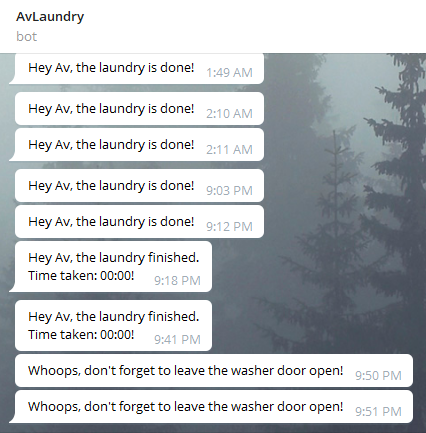 AvLaundry
bot
Hey Av, the laundry is done! 1:49 AM
Hey Av, the laundry is done! 2:10 AM
Hey Av, the laundry is done! 2:11 AM
Hey Av, the laundry is done! 9:03 PM
Hey Av, the laundry is done! 9:12 PM
Hey Av, the laundry finished.
Time taken: 00:00! 9:18 PM
Hey Av, the laundry finished.
Time taken: 00:00! 9:41 PM
Whoops, don't forget to leave the washer door open! 9:50 PM
Whoops, don't forget to leave the washer door open! 9:51 PM